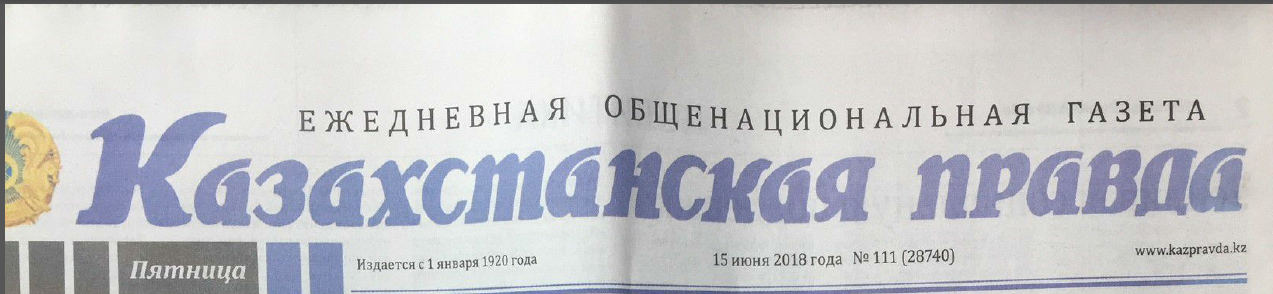 ЕЖЕДНЕВНАЯ ОБЩЕНАЦИОНАЛЬНАЯ ГАЗЕТА
Казахстанская правда
Пятница
Издается с 1 января 1920 года
15 июня 2018 года № 111 (28740)
www.kazpravda.kz